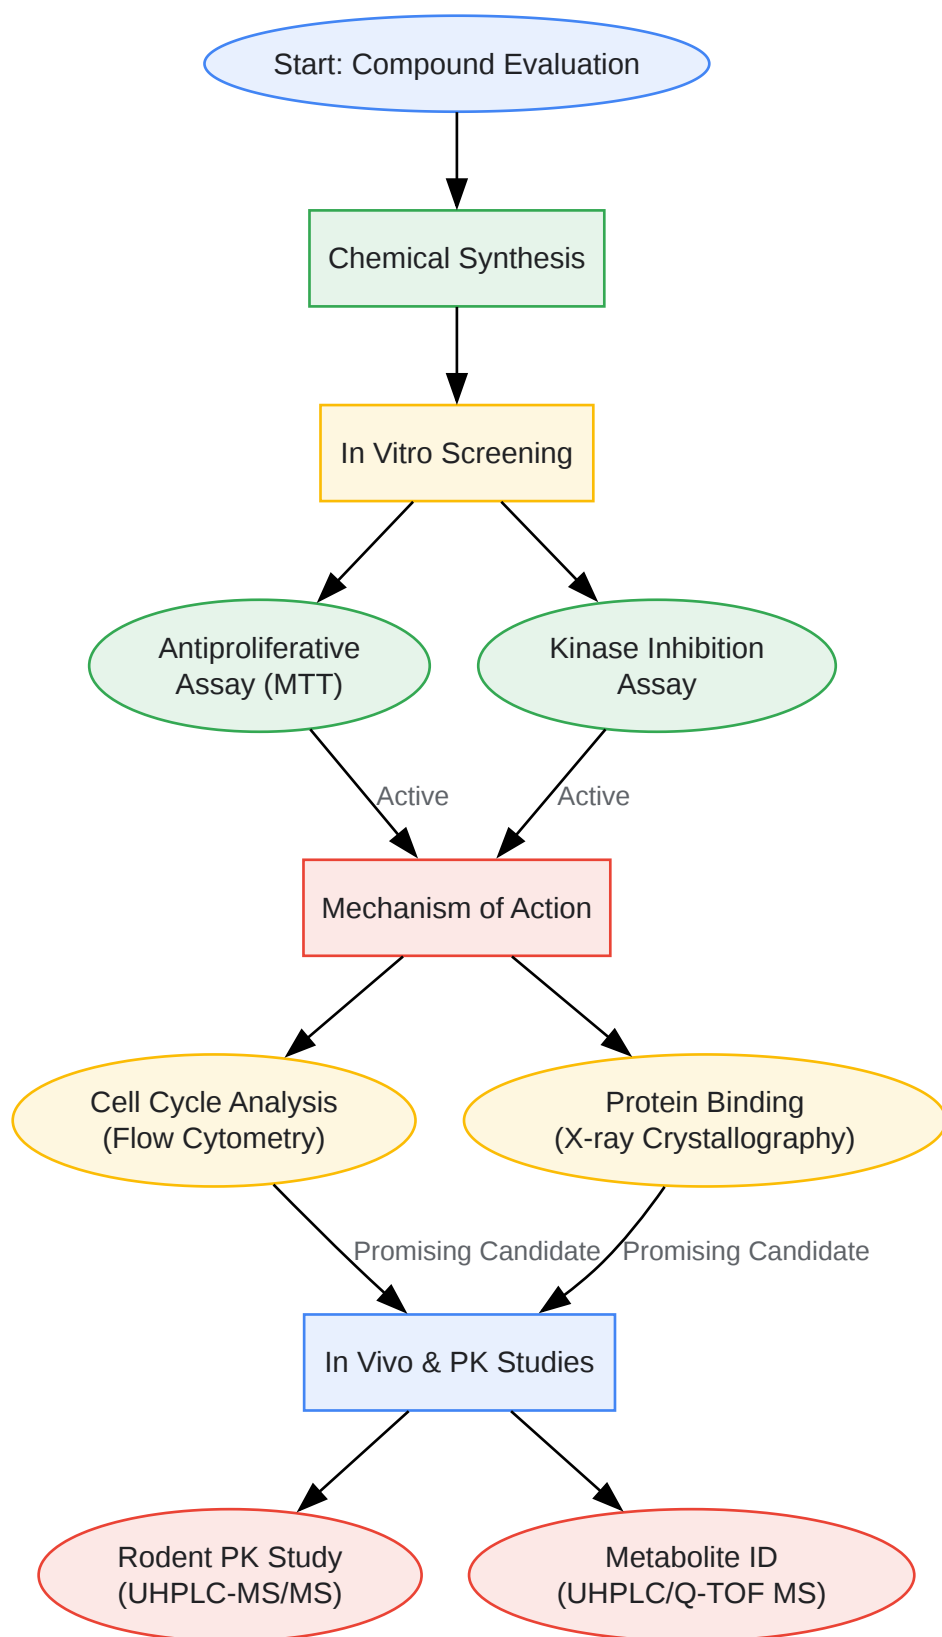 Start: Compound Evaluation
Chemical Synthesis
In Vitro Screening
Antiproliferative
Assay (MTT)
Kinase Inhibition
Assay
Active
Active
Mechanism of Action
Cell Cycle Analysis
(Flow Cytometry)
Protein Binding
(X-ray Crystallography)
Promising Candidate
Promising Candidate
In Vivo & PK Studies
Rodent PK Study
(UHPLC-MS/MS)
Metabolite ID
(UHPLC/Q-TOF MS)